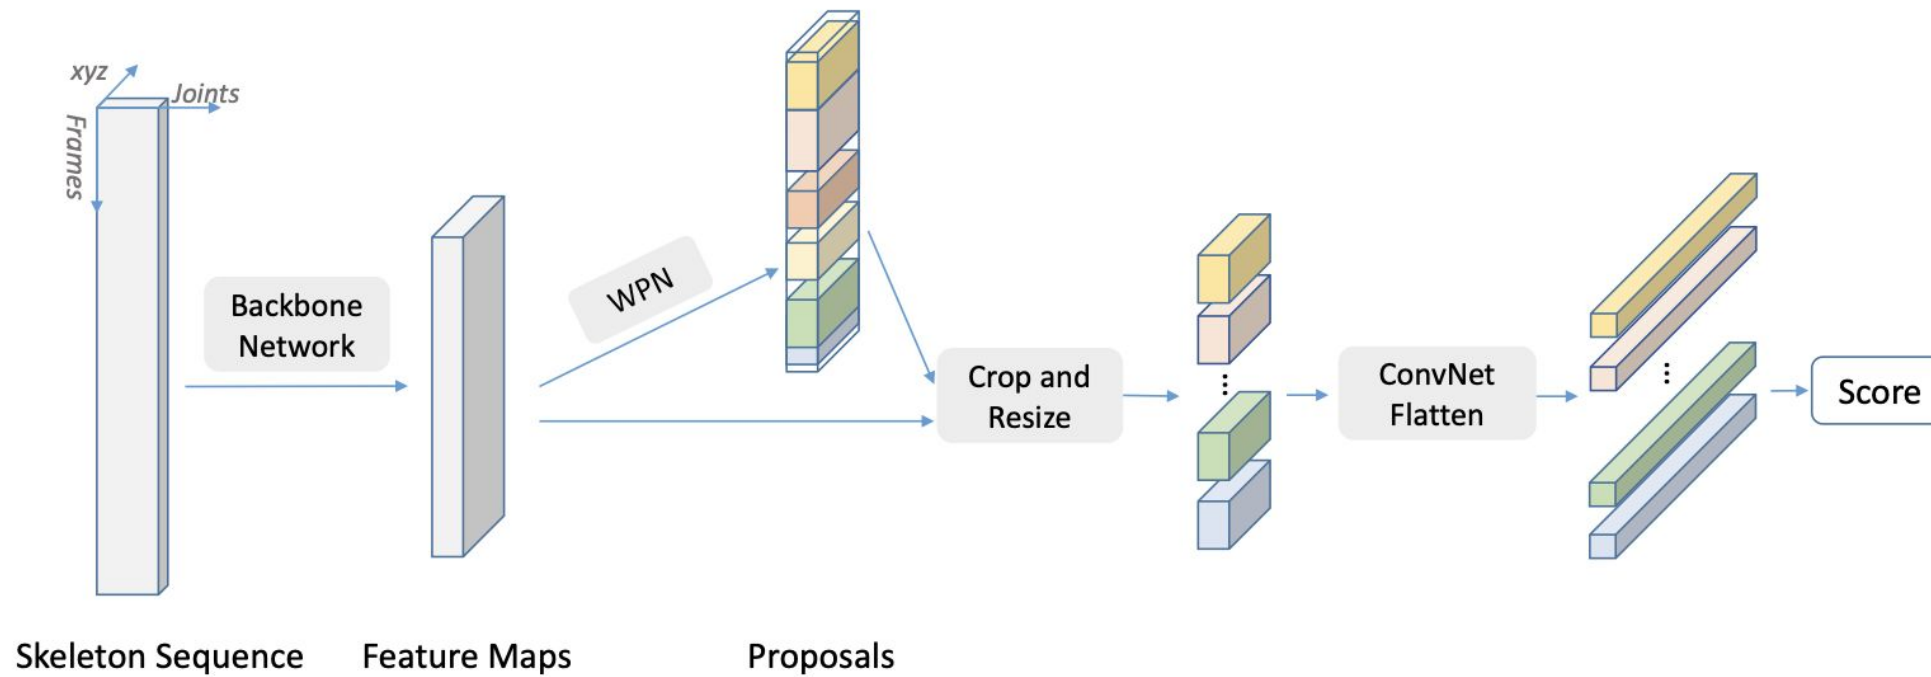 xyz
Joints
Frames
Backbone
Network
WPN
Crop and
Resize
ConvNet
Flatten
Score
Skeleton Sequence
Feature Maps
Proposals